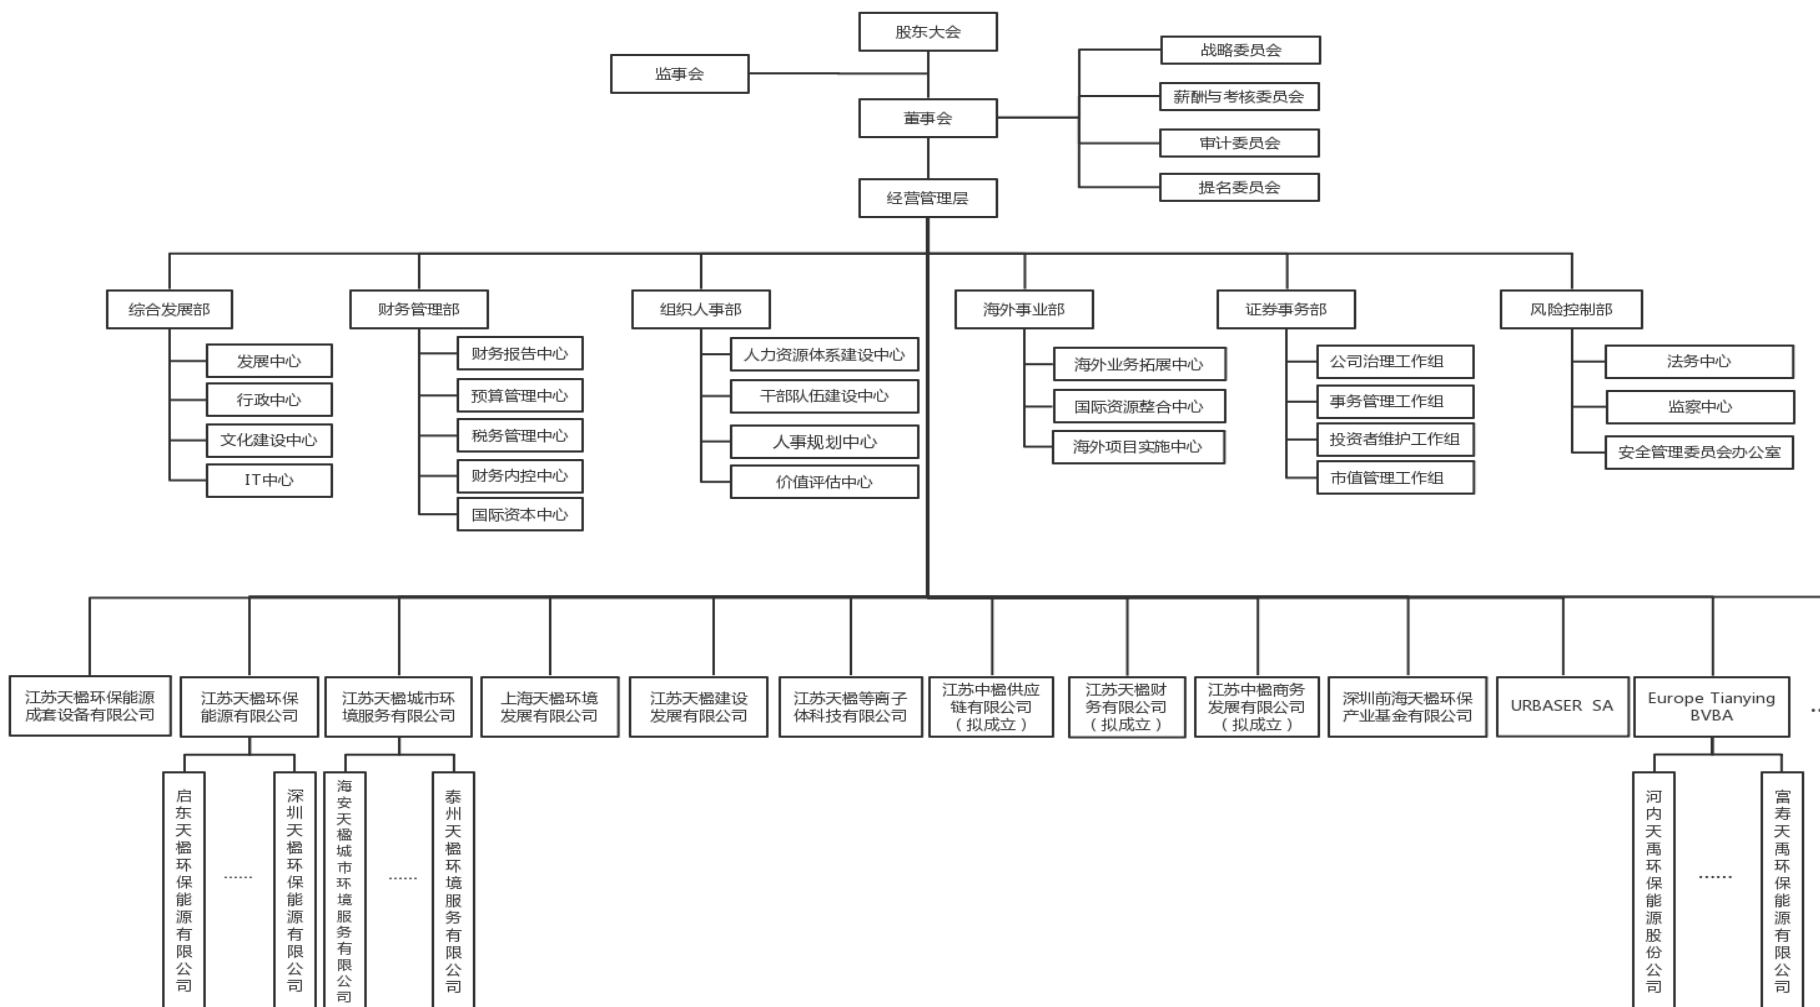 股东大会
监事会
董事会
经营管理层
战略委员会
薪酬与考核委员会
审计委员会
提名委员会
综合发展部
发展中心
行政中心
文化建设中心
IT中心
财务管理部
财务报告中心
预算管理中心
税务管理中心
财务内控中心
国际资本中心
组织人事部
人力资源体系建设中心
干部队伍建设中心
人事规划中心
价值评估中心
海外事业部
海外业务拓展中心
国际资源整合中心
海外项目实施中心
证券事务部
公司治理工作组
事务管理工作组
投资者维护工作组
市值管理工作组
风险控制部
法务中心
监察中心
安全管理委员会办公室
江苏天楹环保能源
成套设备有限公司
江苏天楹环保
能源有限公司
江苏天楹城市环
境服务有限公司
上海天楹环境
发展有限公司
江苏天楹建设
发展有限公司
江苏天楹等离子
体科技有限公司
江苏中楹供应
链有限公司
（拟成立）
江苏天楹财
务有限公司
（拟成立）
江苏中楹商务
发展有限公司
（拟成立）
深圳前海天楹环保
产业基金有限公司
URBASER SA
Europe Tianying
BVBA
..
启东天楹环保能源有限公司
......
深圳天楹环保能源有限公司
海安天楹城市环境服务有限公司
......
泰州天楹环境服务有限公司
河内天禹环保能源股份公司
......
富寿天禹环保能源有限公司